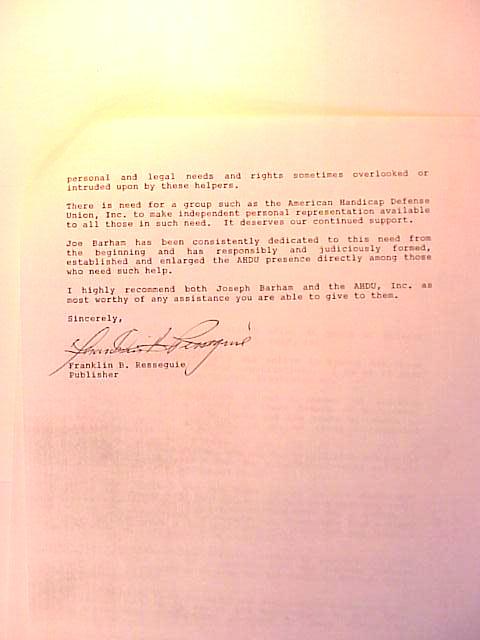 personal and legal needs and rights sometimes overlooked or
intruded upon by these helpers.
There is need for a group such as the American Handicap Defense
Union, Inc. to make independent personal representation available
to all those in such need. It deserves our continued support.
Joe Barham has been consistently dedicated to this need from
the beginning and has responsibly and judiciously formed,
established and enlarged the AHDU presence directly among those
who need such help.
I highly recommend both Joseph Barham and the AHDU, Inc. as
most worthy of any assistance you are able to give to them.
Sincerely,
Franklin B. Resseguie
Franklin B. Resseguie
Publisher